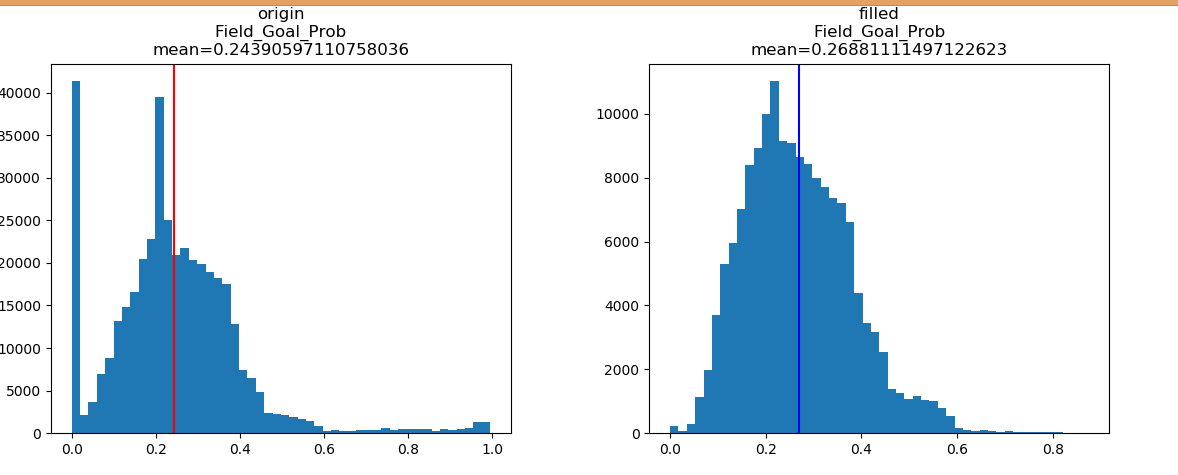 origin
Field_Goal_Prob
mean=0.24390597110758036
40000
35000
30000
25000
20000
15000
10000
5000
0
0.0 0.2 0.4 0.6 0.8 1.0
filled
Field_Goal_Prob
mean=0.26881111497122623
10000
8000
6000
4000
2000
0
0.0 0.2 0.4 0.6 0.8